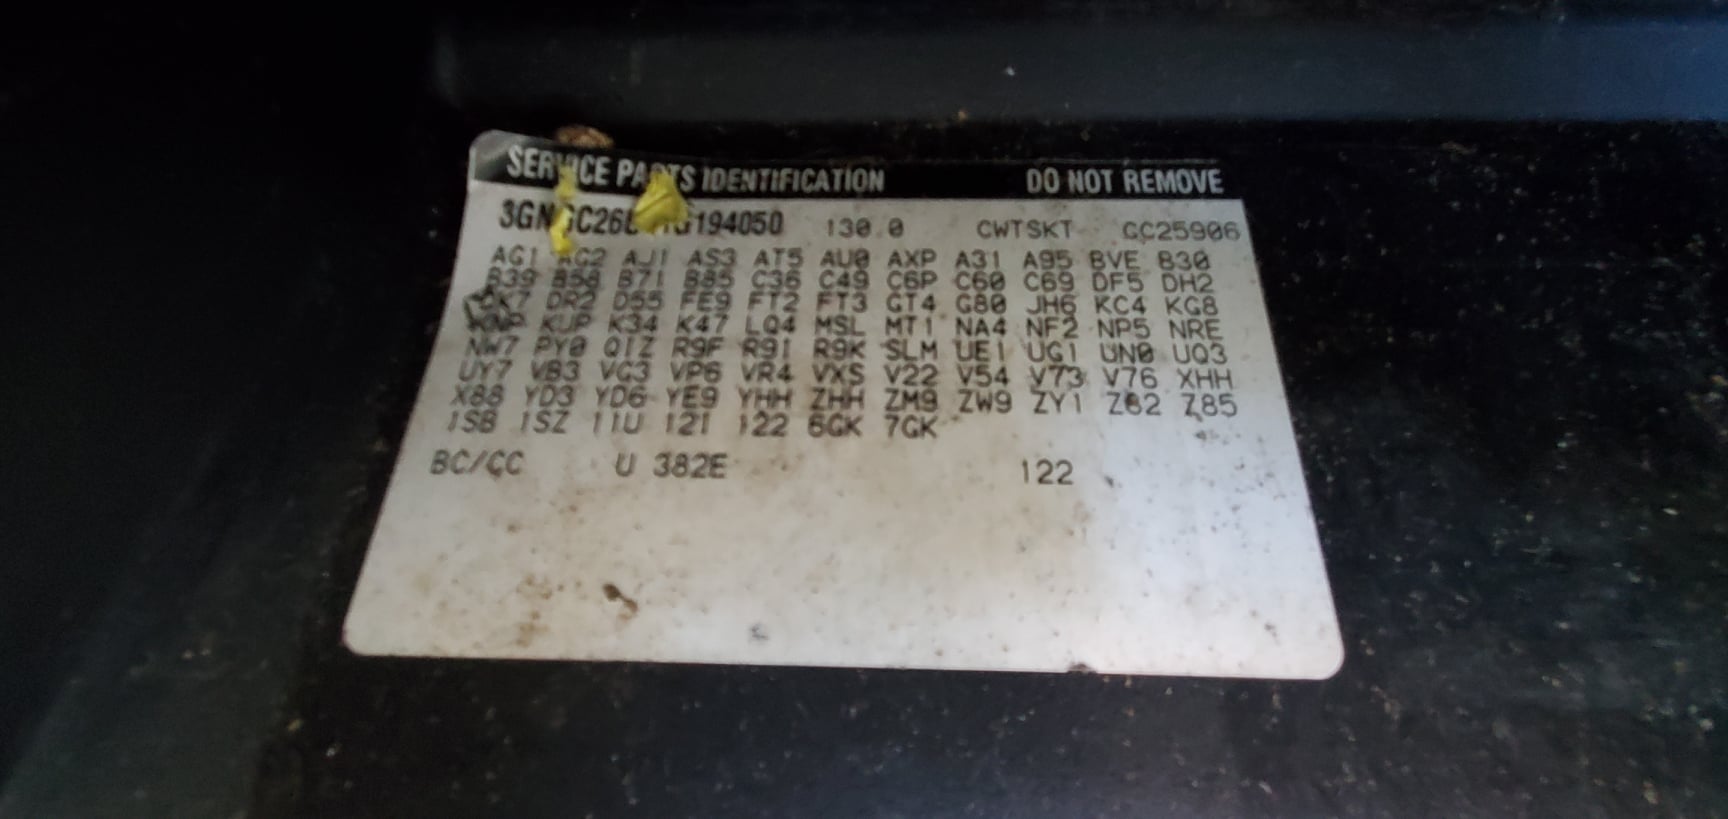 SERVICE PARTS IDENTIFICATION DO NOT REMOVE
130.0 CWTSKT GC25906
AG1 AG2 AJ1 AS3 AT5 AU0 AXP A31 A95 BVE B30
B39 B58 B71 B85 C36 C49 C6P C60 C69 DF5 DH2
DK7 DR2 D55 FE9 FT2 FT3 GT4 G80 JH6 KC4 KG8
KUP K34 K47 LQ4 MSL MT1 NA4 NF2 NP5 NRE
NW7 PY0 QIZ R9F R9K SLM UE1 UG1 UN0 UQ3
UY7 VB3 VG3 VP6 VR4 VXS V22 V54 V73 V76 XHH
X88 YD3 YD6 YE9 YHH ZHH ZM9 ZW9 ZY1 Z82 Z85
1SB 1SZ 11U 121 122 6GK 7GK
BC/CC U 382E 122